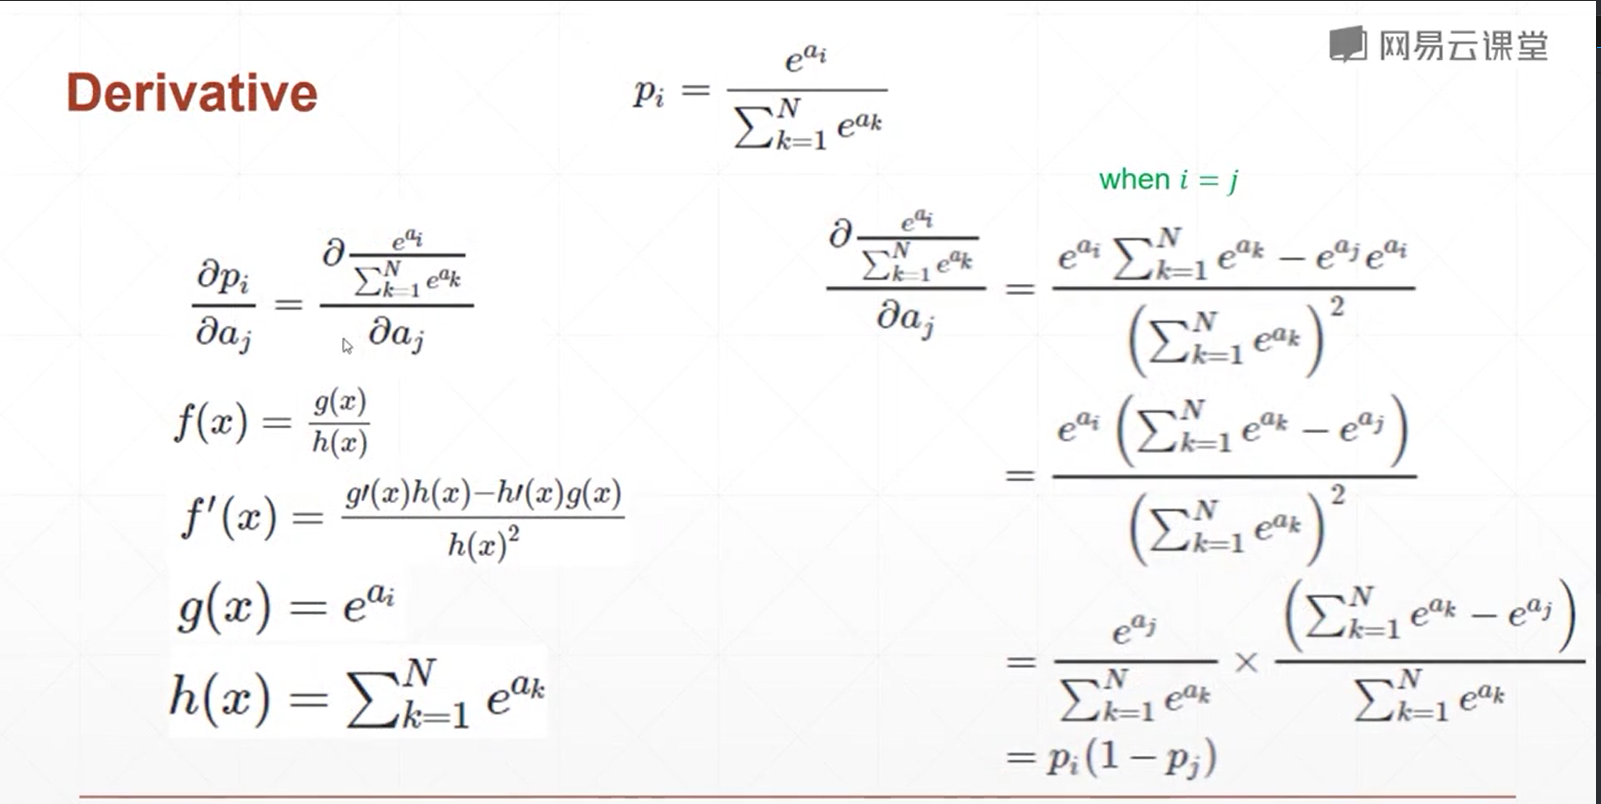 网易云课堂
Derivative
p_i = \frac{e^{a_i}}{\sum_{k=1}^{N} e^{a_k}}
when i = j
\frac{\partial p_i}{\partial a_j} = \frac{\partial \frac{e^{a_i}}{\sum_{k=1}^{N} e^{a_k}}}{\partial a_j}
f(x) = \frac{g(x)}{h(x)}
f'(x) = \frac{g\prime(x)h(x)-h\prime(x)g(x)}{h(x)^2}
g(x) = e^{a_i}
h(x) = \sum_{k=1}^{N} e^{a_k}
\frac{\partial \frac{e^{a_i}}{\sum_{k=1}^{N} e^{a_k}}}{\partial a_j} = \frac{e^{a_i} \sum_{k=1}^{N} e^{a_k} - e^{a_j} e^{a_i}}{\left(\sum_{k=1}^{N} e^{a_k}\right)^2}
= \frac{e^{a_i} \left(\sum_{k=1}^{N} e^{a_k} - e^{a_j}\right)}{\left(\sum_{k=1}^{N} e^{a_k}\right)^2}
= \frac{e^{a_j}}{\sum_{k=1}^{N} e^{a_k}} \times \frac{\left(\sum_{k=1}^{N} e^{a_k} - e^{a_j}\right)}{\sum_{k=1}^{N} e^{a_k}}
= p_i(1 - p_j)